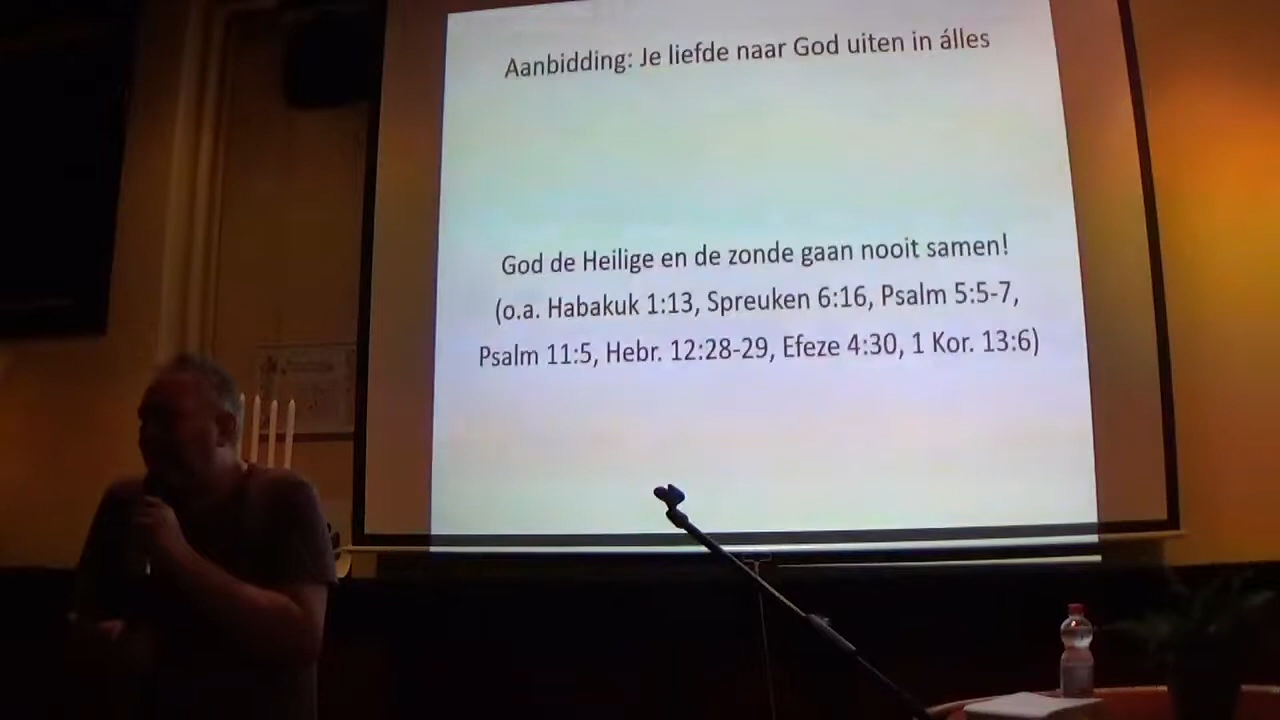 Aanbidding: Je liefde naar God uiten in álles
God de Heilige en de zonde gaan nooit samen!
(o.a. Habakuk 1:13, Spreuken 6:16, Psalm 5:5-7,
Psalm 11:5, Hebr. 12:28-29, Efeze 4:30, 1 Kor. 13:6)